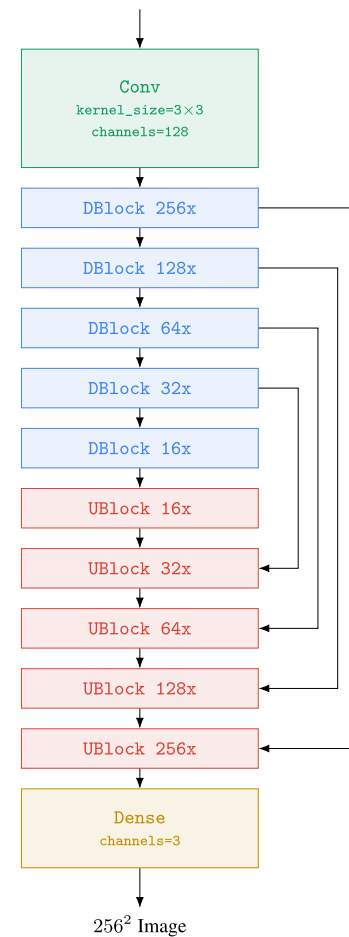 Conv
kernel_size=3×3
channels=128
DBlock 256x
DBlock 128x
DBlock 64x
DBlock 32x
DBlock 16x
UBlock 16x
UBlock 32x
UBlock 64x
UBlock 128x
UBlock 256x
Dense
channels=3
256² Image